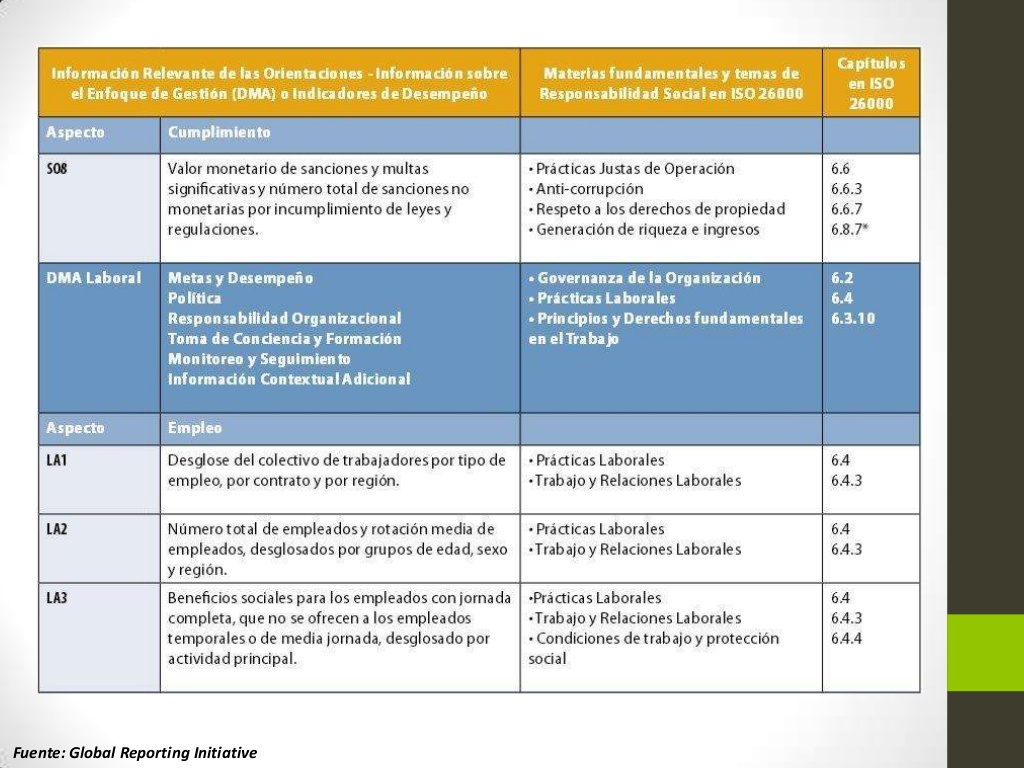 Información Relevante de las Orientaciones - Información sobre
el Enfoque de Gestión (DMA) o Indicadores de Desempeño
Materias fundamentales y temas de
Responsabilidad Social en ISO 26000
Capítulos
en ISO
26000
Aspecto
Cumplimiento
SO8
Valor monetario de sanciones y multas
significativas y número total de sanciones no
monetarias por incumplimiento de leyes y
regulaciones.
• Prácticas Justas de Operación
• Anti-corrupción
• Respeto a los derechos de propiedad
• Generación de riqueza e ingresos
6.6
6.6.3
6.6.7
6.8.7*
DMA Laboral
Metas y Desempeño
Política
Responsabilidad Organizacional
Toma de Conciencia y Formación
Monitoreo y Seguimiento
Información Contextual Adicional
• Governanza de la Organización
• Prácticas Laborales
• Principios y Derechos fundamentales
en el Trabajo
6.2
6.4
6.3.10
Aspecto
Empleo
LA1
Desglose del colectivo de trabajadores por tipo de
empleo, por contrato y por región.
• Prácticas Laborales
• Trabajo y Relaciones Laborales
6.4
6.4.3
LA2
Número total de empleados y rotación media de
empleados, desglosados por grupos de edad, sexo
y región.
• Prácticas Laborales
• Trabajo y Relaciones Laborales
6.4
6.4.3
LA3
Beneficios sociales para los empleados con jornada
completa, que no se ofrecen a los empleados
temporales o de media jornada, desglosado por
actividad principal.
•Prácticas Laborales
•Trabajo y Relaciones Laborales
• Condiciones de trabajo y protección
social
6.4
6.4.3
6.4.4
Fuente: Global Reporting Initiative